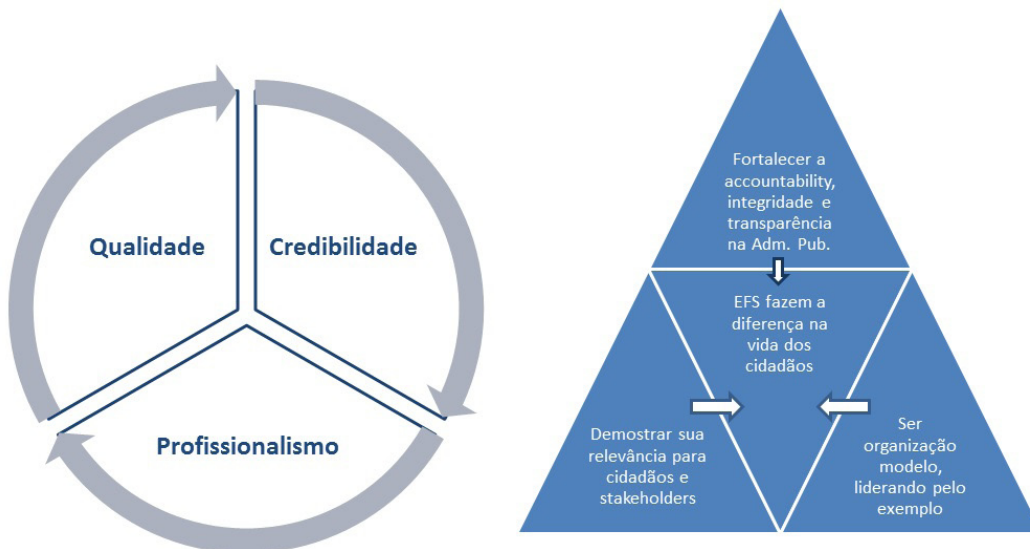 Qualidade
Credibilidade
Profissionalismo
Fortalecer a
accountability,
integridade e
transparência
na Adm. Pub.
EFS fazem a
diferença na
vida dos
cidadãos
Demostrar sua
relevância para
cidadãos e
stakeholders
Ser
organização
modelo,
liderando pelo
exemplo